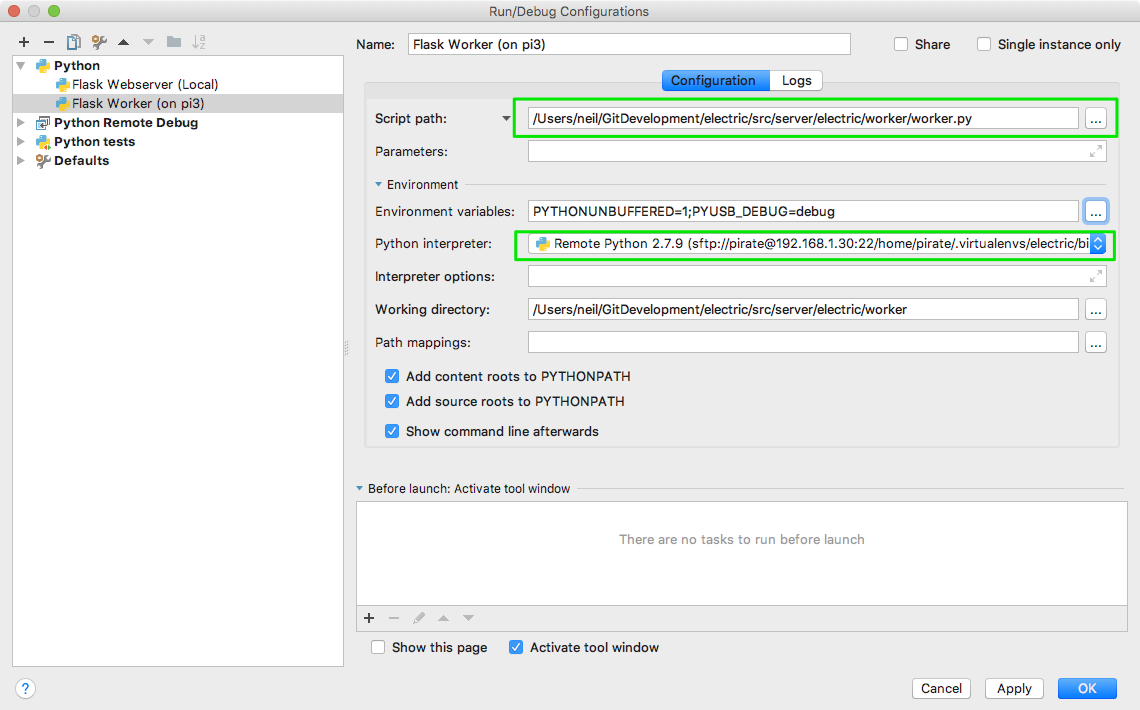 Run/Debug Configurations
Name: Flask Worker (on pi3) Share Single instance only
Python
Flask Webserver (Local)
Flask Worker (on pi3)
Python Remote Debug
Python tests
Defaults
Configuration Logs
Script path: /Users/neil/GitDevelopment/electric/src/server/electric/worker/worker.py ...
Parameters:
Environment
Environment variables: PYTHONUNBUFFERED=1;PYUSB_DEBUG=debug ...
Python interpreter: Remote Python 2.7.9 (sftp://pirate@192.168.1.30:22/home/pirate/.virtualenvs/electric/bi
Interpreter options:
Working directory: /Users/neil/GitDevelopment/electric/src/server/electric/worker ...
Path mappings: ...
Add content roots to PYTHONPATH
Add source roots to PYTHONPATH
Show command line afterwards
Before launch: Activate tool window
There are no tasks to run before launch
Show this page Activate tool window
? Cancel Apply OK